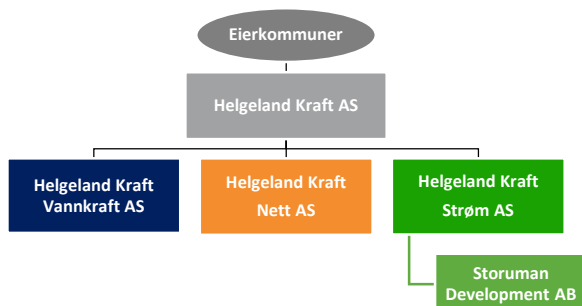 Eierkommuner
Helgeland Kraft AS
Helgeland Kraft
Vannkraft AS
Helgeland Kraft
Nett AS
Helgeland Kraft
Strøm AS
Storuman
Development AB